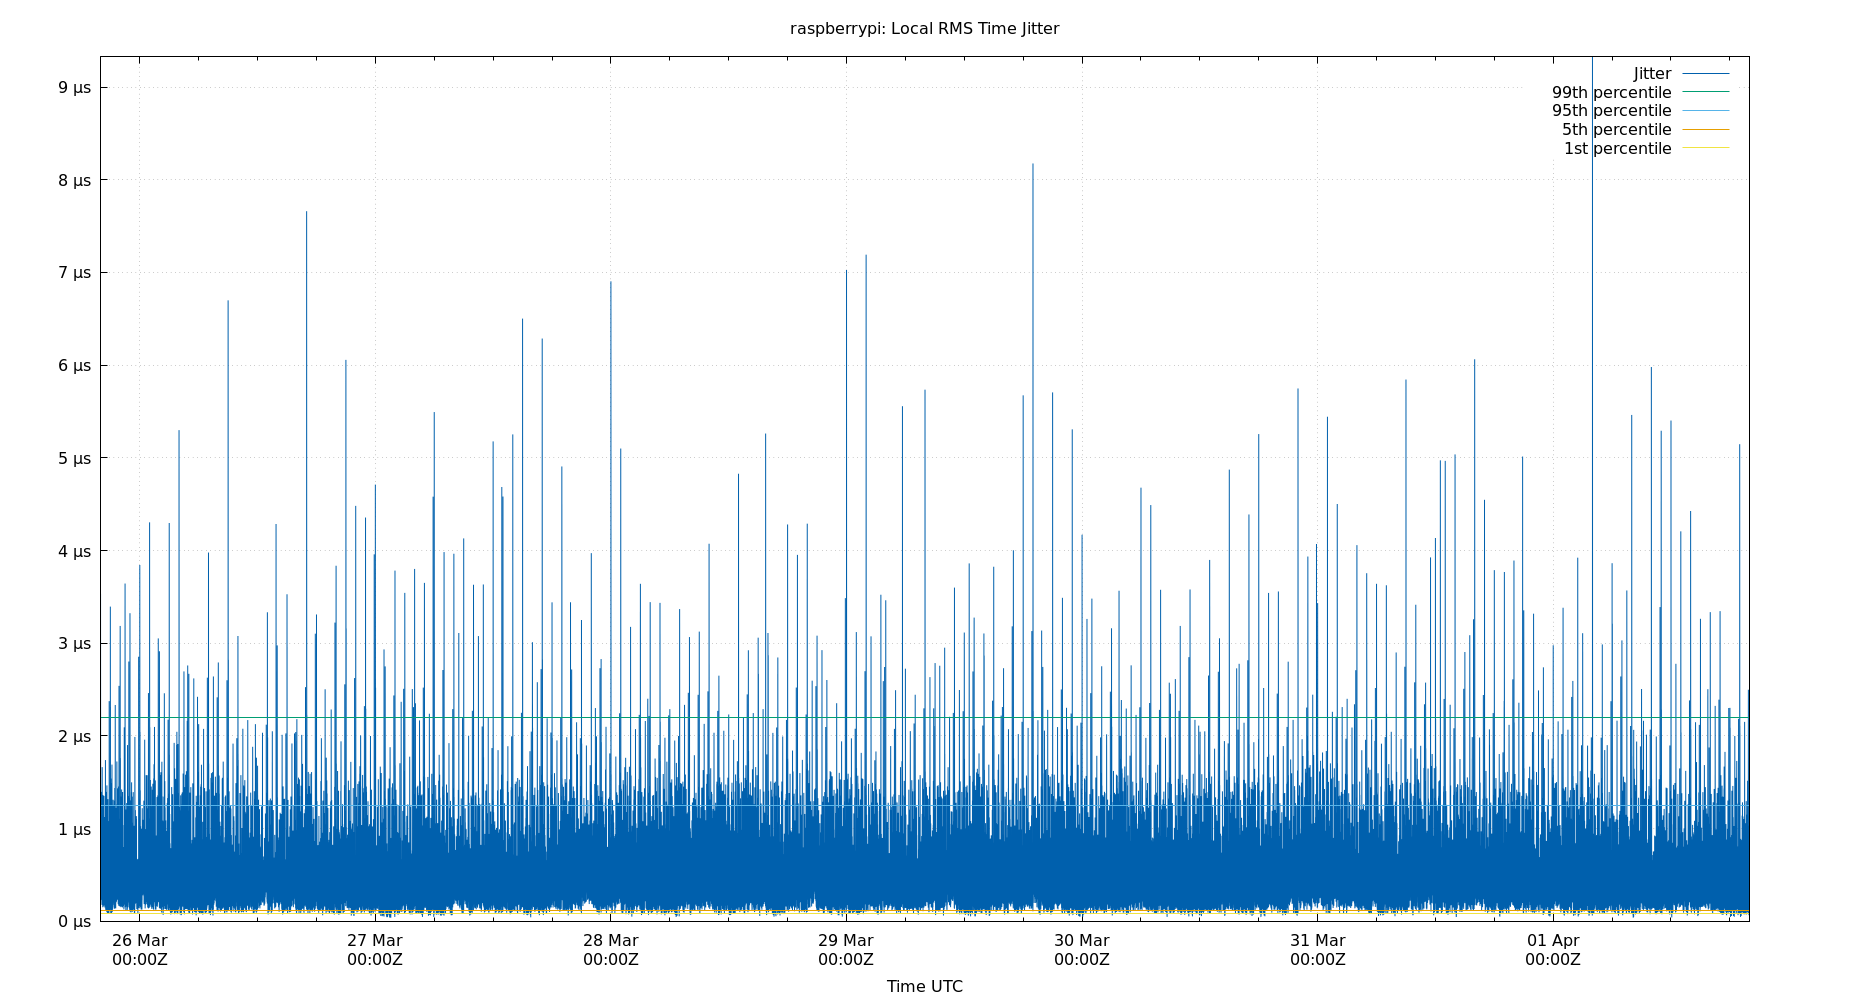 raspberrypi: Local RMS Time Jitter
Jitter
99th percentile
95th percentile
5th percentile
1st percentile
9 µs
8 µs
7 µs
6 µs
5 µs
4 µs
3 µs
2 µs
1 µs
0 µs
26 Mar 27 Mar 28 Mar 29 Mar 30 Mar 31 Mar 01 Apr
00:00Z 00:00Z 00:00Z 00:00Z 00:00Z 00:00Z 00:00Z
Time UTC